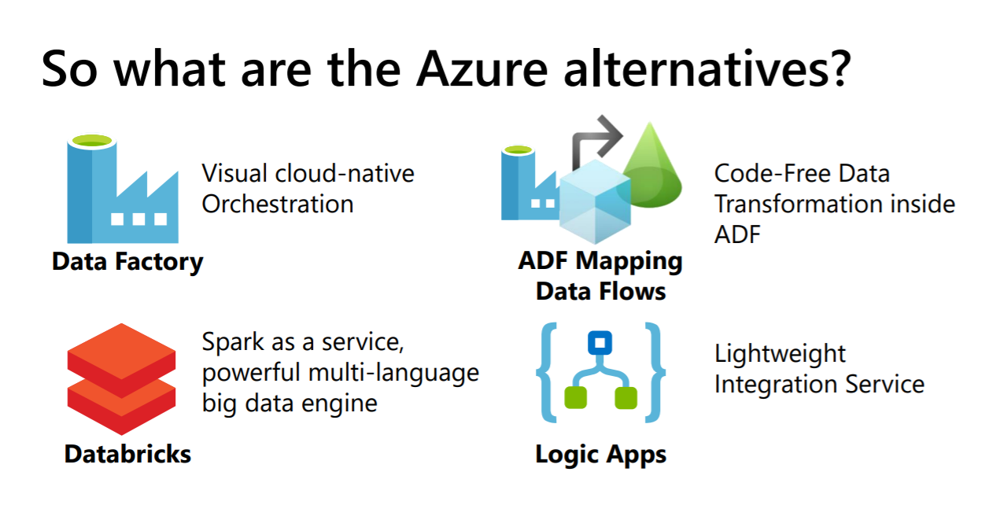 So what are the Azure alternatives?
Visual cloud-native
Orchestration
Data Factory
Code-Free Data
Transformation inside
ADF
ADF Mapping
Data Flows
Spark as a service,
powerful multi-language
big data engine
Databricks
Lightweight
Integration Service
Logic Apps